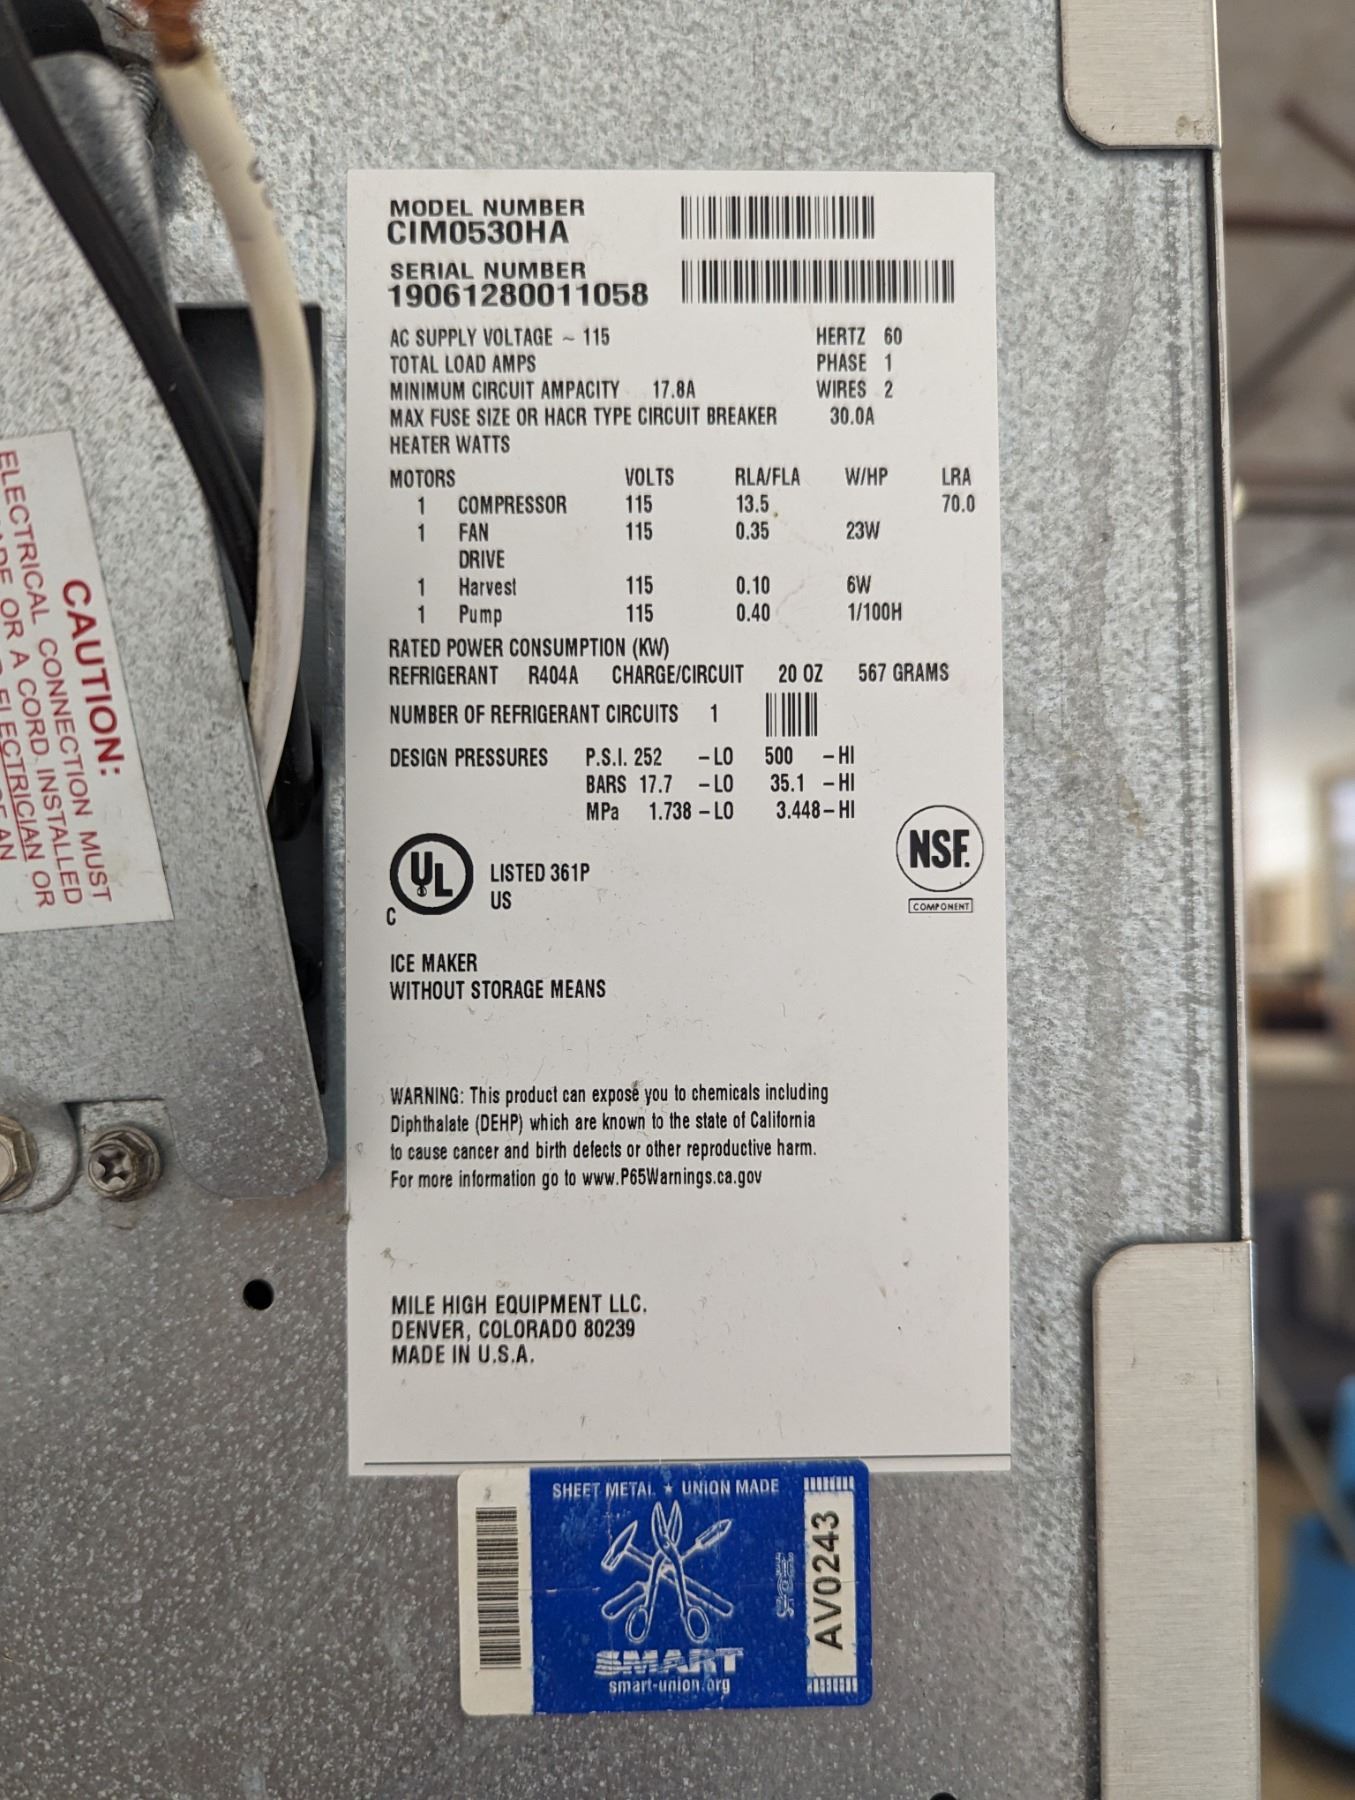 MODEL NUMBER
CIM0530HA
SERIAL NUMBER
19061280011058
AC SUPPLY VOLTAGE ~ 115 HERTZ 60
TOTAL LOAD AMPS PHASE 1
MINIMUM CIRCUIT AMPACITY 17.8A WIRES 2
MAX FUSE SIZE OR HACR TYPE CIRCUIT BREAKER 30.0A
HEATER WATTS
MOTORS VOLTS RLA/FLA W/HP LRA
1 COMPRESSOR 115 13.5 70.0
1 FAN 115 0.35 23W
DRIVE
1 Harvest 115 0.10 6W
1 Pump 115 0.40 1/100H
RATED POWER CONSUMPTION (KW)
REFRIGERANT R404A CHARGE/CIRCUIT 20 OZ 567 GRAMS
NUMBER OF REFRIGERANT CIRCUITS 1
DESIGN PRESSURES P.S.I. 252 – LO 500 – HI
BARS 17.7 – LO 35.1 – HI
MPa 1.738 – LO 3.448 – HI
C UL US
LISTED 361P
NSF.
COMPONENT
ICE MAKER
WITHOUT STORAGE MEANS
WARNING: This product can expose you to chemicals including
Diphthalate (DEHP) which are known to the state of California
to cause cancer and birth defects or other reproductive harm.
For more information go to www.P65Warnings.ca.gov
MILE HIGH EQUIPMENT LLC.
DENVER, COLORADO 80239
MADE IN U.S.A.
SHEET METAL ★ UNION MADE
SMART
smart-union.org
AV0243
CAUTION:
ELECTRICAL CONNECTION MUST
OR A CORD INSTALLED
ELECTRICIAN OR
AN